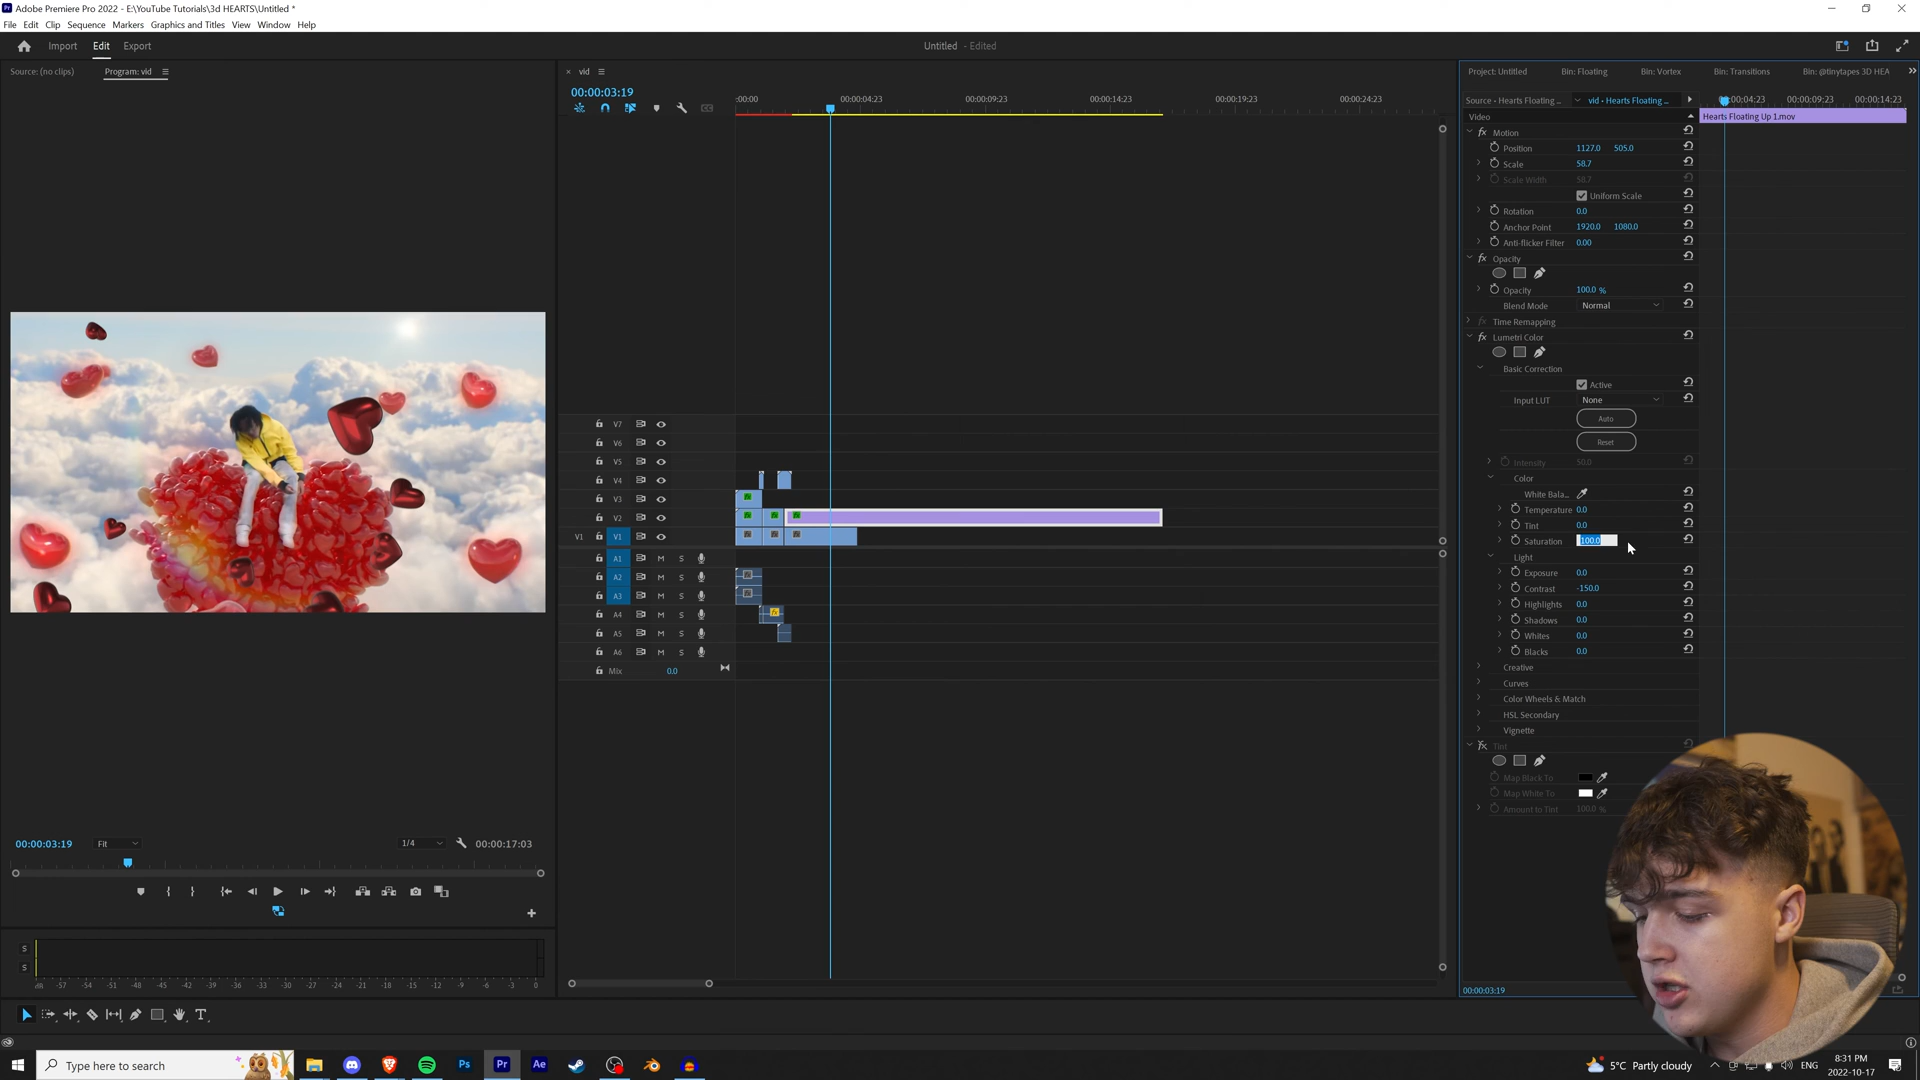 Adobe Premiere Pro 2022 - E:\YouTube Tutorials\3d HEARTS\Untitled *
File Edit Clip Sequence Markers Graphics and Titles View Window Help
Import Edit Export
Untitled - Edited
Source: (no clips) Program: vid
vid
00:00:03:19
:00:00 00:00:04:23 00:00:09:23 00:00:14:23 00:00:19:23 00:00:24:23
V7
V6
V5
V4
V3
V2
V1 V1
A1 M S
A2 M S
A3 M S
A4 M S
A5 M S
A6 M S
Mix 0.0
00:00:03:19 Fit 1/4 00:00:17:03
S
S
dB -57 -54 -51 -48 -45 -42 -39 -36 -33 -30 -27 -24 -21 -18 -15 -12 -9 -6 -3 0
Project: Untitled Bin: Floating Bin: Vortex Bin: Transitions Bin: @tinytapes 3D HEA
Source • Hearts Floating ... vid • Hearts Floating ... 00:00:04:23 00:00:09:23 00:00:14:23
Video Hearts Floating Up 1.mov
fx Motion
Position 1127.0 505.0
Scale 58.7
Scale Width 58.7
Uniform Scale
Rotation 0.0
Anchor Point 1920.0 1080.0
Anti-flicker Filter 0.00
fx Opacity
Opacity 100.0 %
Blend Mode Normal
fx Time Remapping
fx Lumetri Color
Basic Correction
Active
Input LUT None
Auto
Reset
Intensity 50.0
Color
White Bala...
Temperature 0.0
Tint 0.0
Saturation 100.0
Light
Exposure 0.0
Contrast -150.0
Highlights 0.0
Shadows 0.0
Whites 0.0
Blacks 0.0
Creative
Curves
Color Wheels & Match
HSL Secondary
Vignette
fx Tint
Map Black To
Map White To
Amount to Tint 100.0 %
00:00:03:19
Type here to search
Ps Pr Ae
5°C Partly cloudy ENG 8:31 PM
2022-10-17